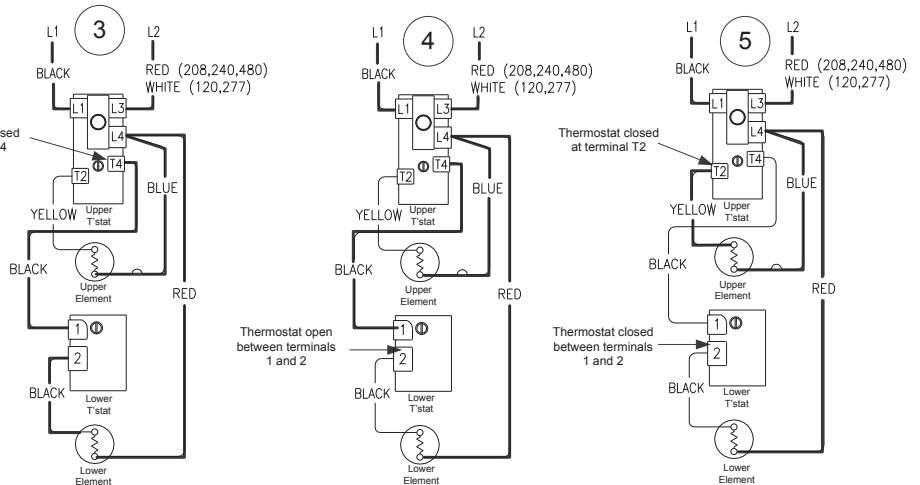 3
L1
L2
BLACK
RED (208,240,480)
WHITE (120,277)
L1
L3
L4
T4
T2
4
BLUE
YELLOW
Upper
T'stat
BLACK
Upper
Element
RED
1
2
BLACK
Lower
T'stat
Lower
Element
4
L1
L2
BLACK
RED (208,240,480)
WHITE (120,277)
L1
L3
L4
T4
T2
BLUE
YELLOW
Upper
T'stat
BLACK
Upper
Element
RED
Thermostat open
between terminals
1 and 2
1
2
BLACK
Lower
T'stat
Lower
Element
5
L1
L2
BLACK
RED (208,240,480)
WHITE (120,277)
L1
L3
L4
Thermostat closed
at terminal T2
T4
T2
BLUE
YELLOW
Upper
T'stat
BLACK
Upper
Element
RED
Thermostat closed
between terminals
1 and 2
1
2
BLACK
Lower
T'stat
Lower
Element